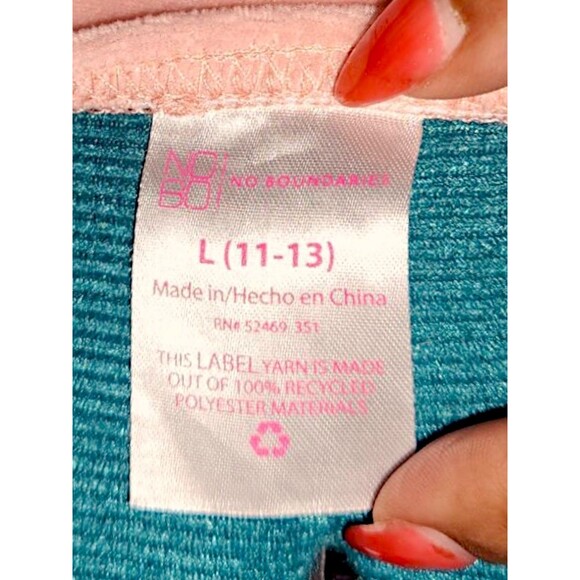 NO
BO
NO BOUNDARIES
L (11-13)
Made in/Hecho en China
RN# 52469 351
THIS LABEL YARN IS MADE
OUT OF 100% RECYCLED
POLYESTER MATERIALS